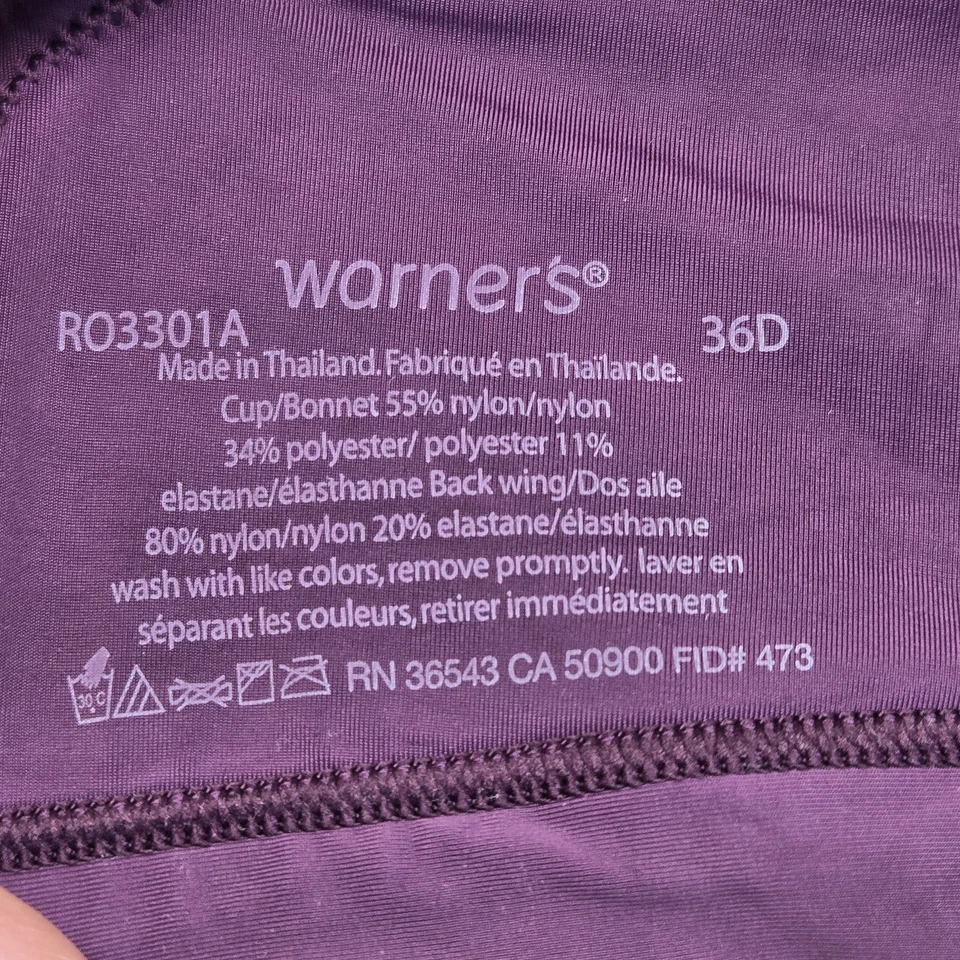 warner's®
RO3301A 36D
Made in Thailand. Fabriqué en Thaïlande.
Cup/Bonnet 55% nylon/nylon
34% polyester/ polyester 11%
elastane/élasthanne Back wing/Dos aile
80% nylon/nylon 20% elastane/élasthanne
wash with like colors, remove promptly. laver en
séparant les couleurs, retirer immédiatement
30°C RN 36543 CA 50900 FID# 473